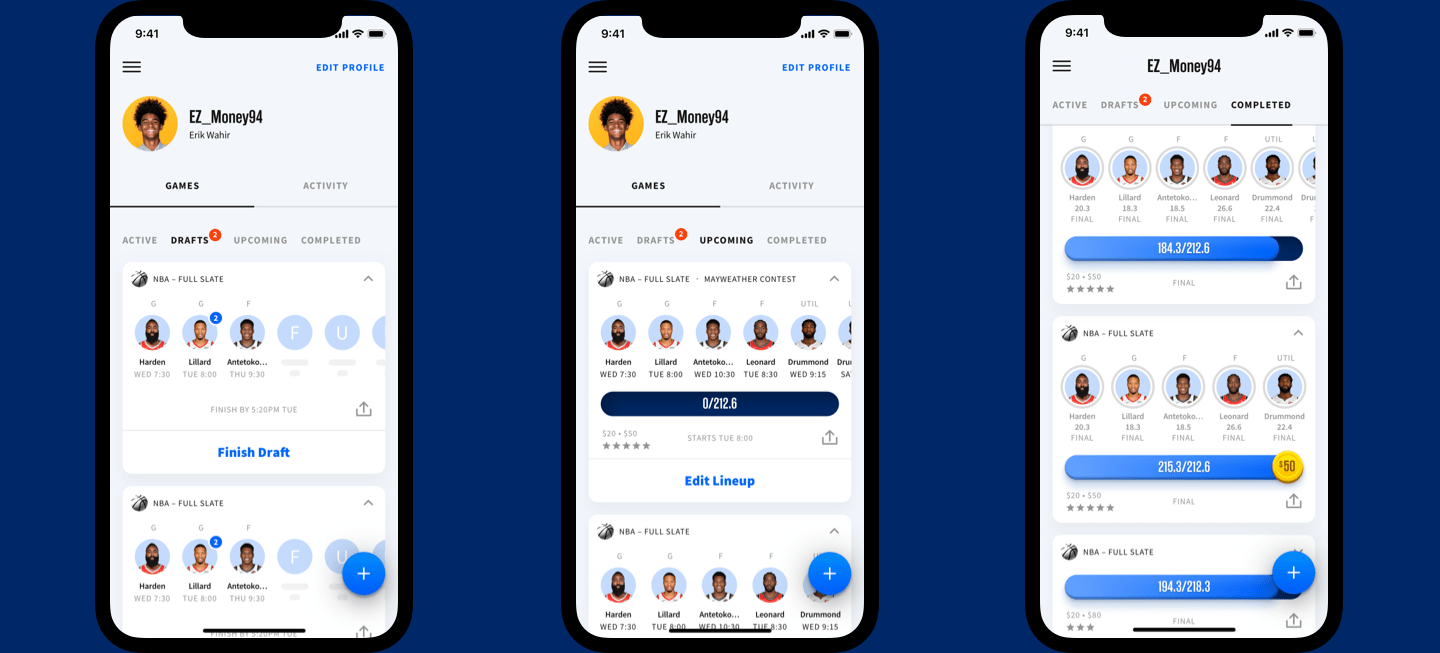 9:41
EDIT PROFILE
EZ_Money94
Erik Wahir
GAMES ACTIVITY
ACTIVE DRAFTS 2 UPCOMING COMPLETED
NBA – FULL SLATE
G G F
2 F U
Harden Lillard Antetoko...
WED 7:30 TUE 8:00 THU 9:30
FINISH BY 5:20PM TUE
Finish Draft
NBA – FULL SLATE
G G F
2 F U
Harden Lillard Antetoko...
WED 7:30 TUE 8:00 THU 9:30
FINISH BY 5:20PM TUE
9:41
EDIT PROFILE
EZ_Money94
Erik Wahir
GAMES ACTIVITY
ACTIVE DRAFTS 2 UPCOMING COMPLETED
NBA – FULL SLATE · MAYWEATHER CONTEST
G G F F UTIL
Harden Lillard Antetoko... Leonard Drummond Drum
WED 7:30 TUE 8:00 WED 10:30 TUE 8:30 WED 9:15 SA
0/212.6
$20 • $50
★★★★★
STARTS TUE 8:00
Edit Lineup
NBA – FULL SLATE
G G F F
Harden Lillard Antetoko... Leonard Drummond
WED 7:30 TUE 8:00 WED 10:30 TUE 8:30 WED 9:15
9:41
EZ_Money94
ACTIVE DRAFTS 2 UPCOMING COMPLETED
G G F F UTIL
Harden Lillard Antetoko... Leonard Drummond Dru
20.3 18.3 18.5 26.6 22.4
FINAL FINAL FINAL FINAL FINAL
184.3/212.6
$20 • $50
★★★★★
FINAL
NBA – FULL SLATE
G G F F UTIL
Harden Lillard Antetoko... Leonard Drummond
20.3 18.3 18.5 26.6 22.4
FINAL FINAL FINAL FINAL FINAL
215.3/212.6 $50
$20 • $50
★★★★★
FINAL
NBA – FULL SLATE
194.3/218.3
$20 • $80
★★★
FINAL